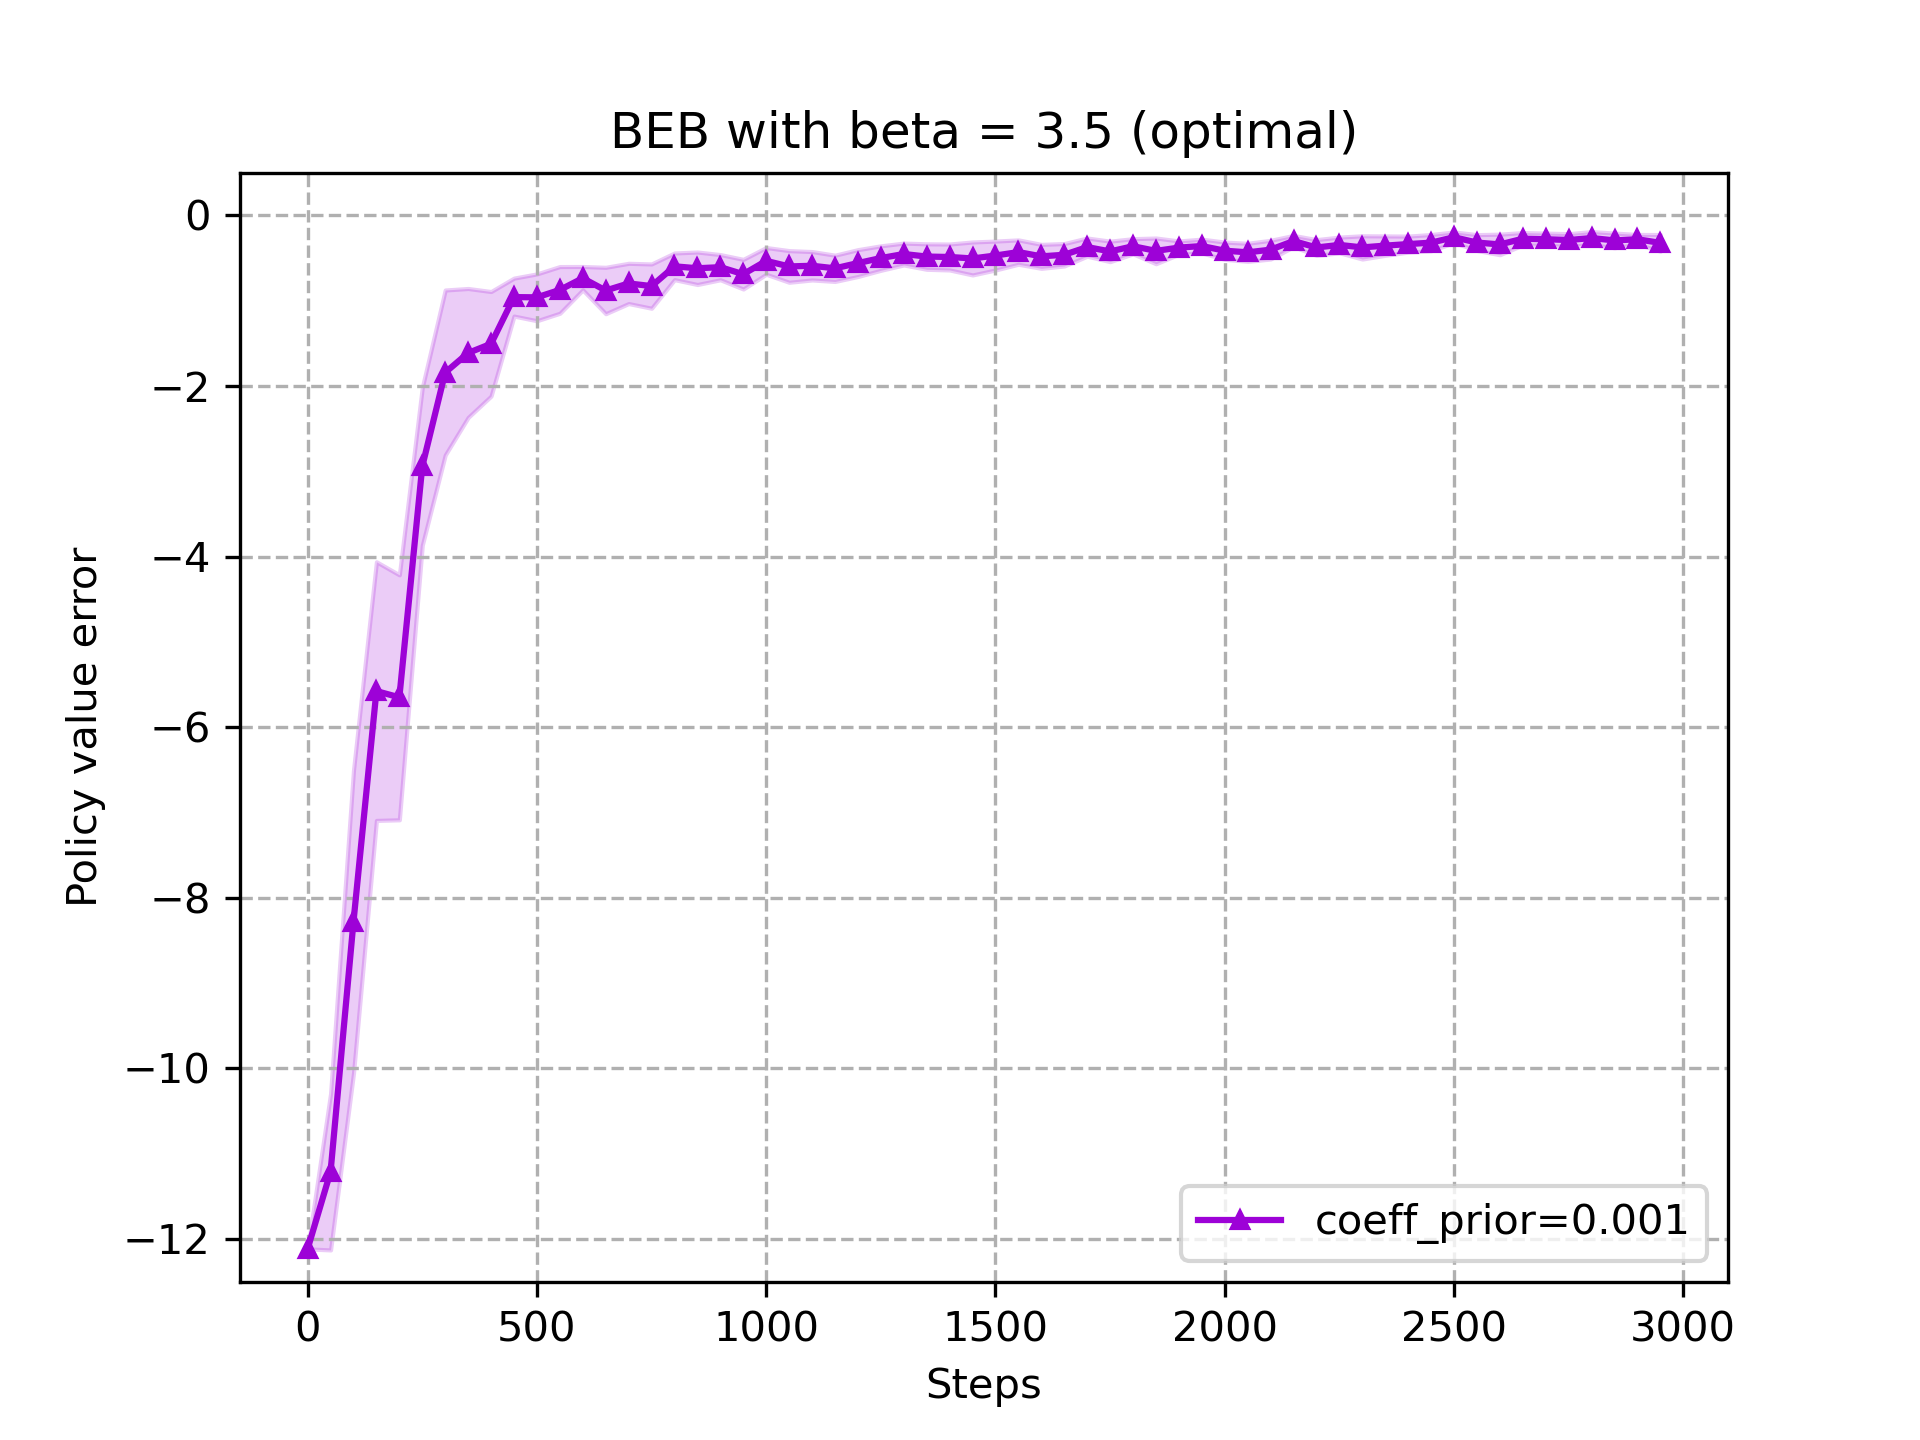 BEB with beta = 3.5 (optimal)
Policy value error
0
−2
−4
−6
−8
−10
−12
0 500 1000 1500 2000 2500 3000
Steps
coeff_prior=0.001